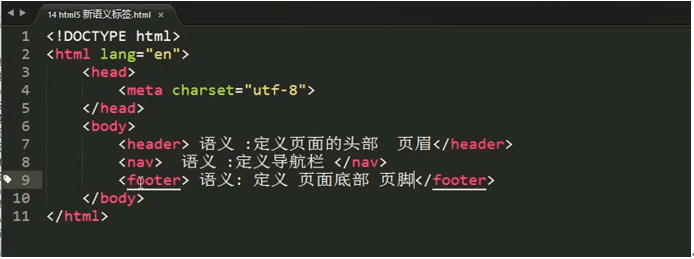 14 html5 新语义标签.html ×
1 <!DOCTYPE html>
2 <html lang="en">
3 <head>
4 <meta charset="utf-8">
5 </head>
6 <body>
7 <header> 语义 :定义页面的头部 页眉</header>
8 <nav> 语义 :定义导航栏 </nav>
9 <footer> 语义: 定义 页面底部 页脚</footer>
10 </body>
11 </html>